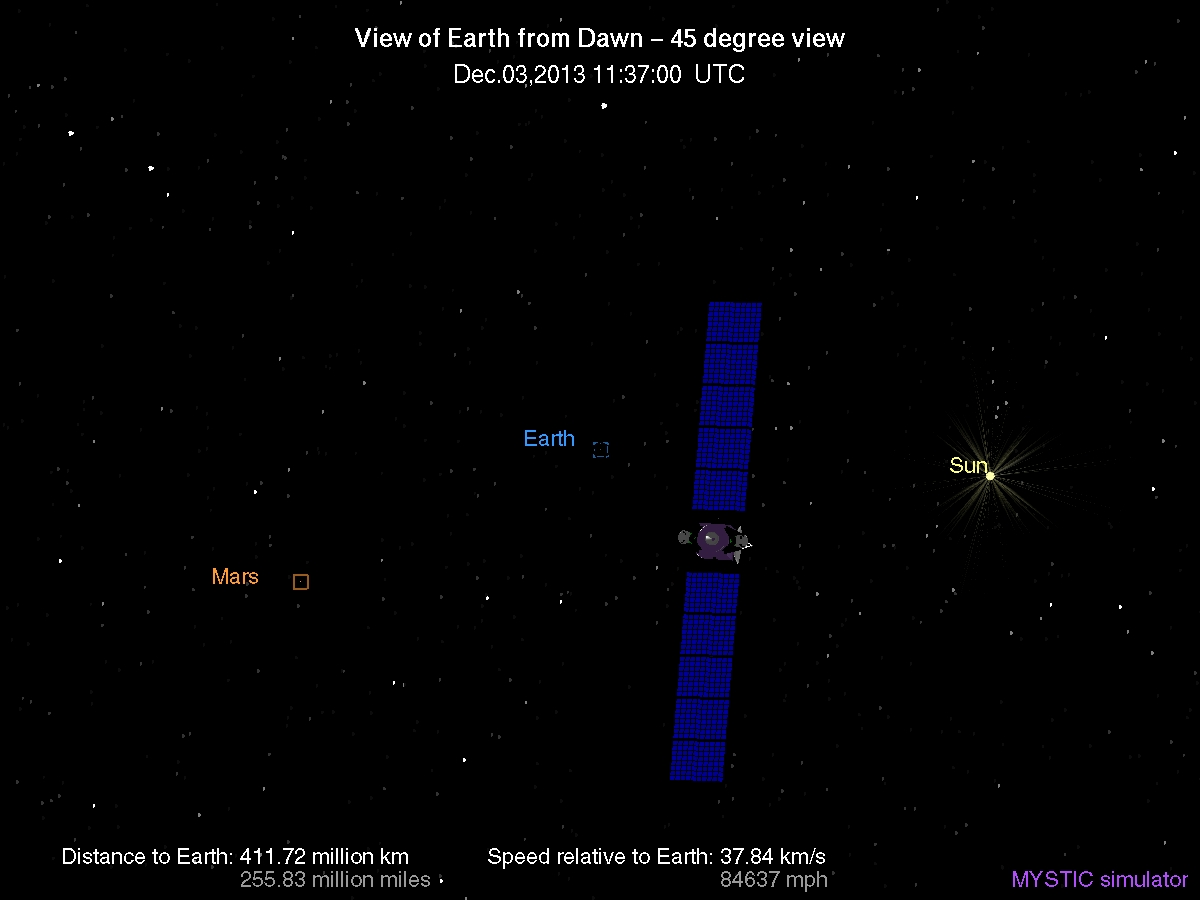 View of Earth from Dawn – 45 degree view
Dec.03,2013 11:37:00 UTC
Earth
Sun
Mars
Distance to Earth: 411.72 million km
255.83 million miles
Speed relative to Earth: 37.84 km/s
84637 mph
MYSTIC simulator